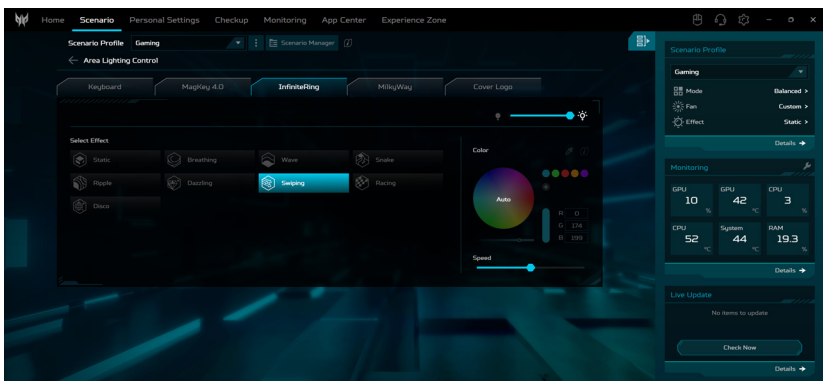 Home Scenario Personal Settings Checkup Monitoring App Center Experience Zone
Scenario Profile Gaming Scenario Manager
Area Lighting Control
Keyboard MagKey 4.0 InfiniteRing MilkyWay Cover Logo
Select Effect
Static Breathing Wave Snake
Ripple Dazzling Swiping Racing
Disco
Color
Auto
R 0
G 174
B 199
Speed
Scenario Profile
Gaming
Mode Balanced >
Fan Custom >
Effect Static >
Details
Monitoring
GPU 10 %
GPU 42 °C
CPU 3 %
CPU 52 °C
System 44 °C
RAM 19.3 %
Details
Live Update
No items to update
Check Now
Details